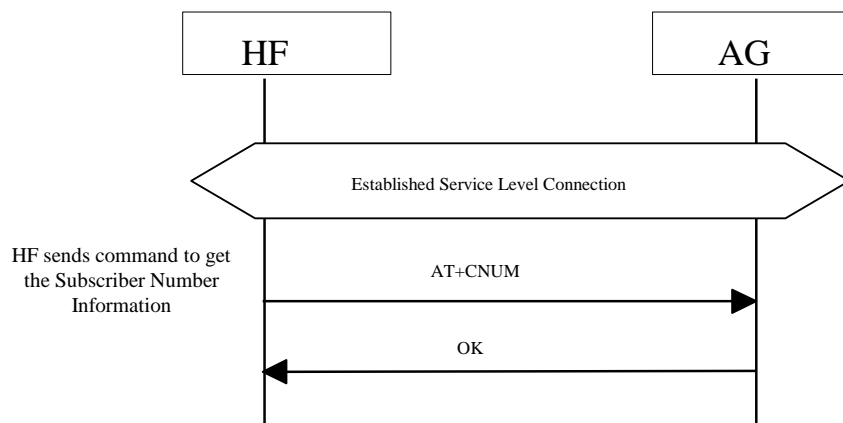 HF
AG
Established Service Level Connection
HF sends command to get
the Subscriber Number
Information
AT+CNUM
OK